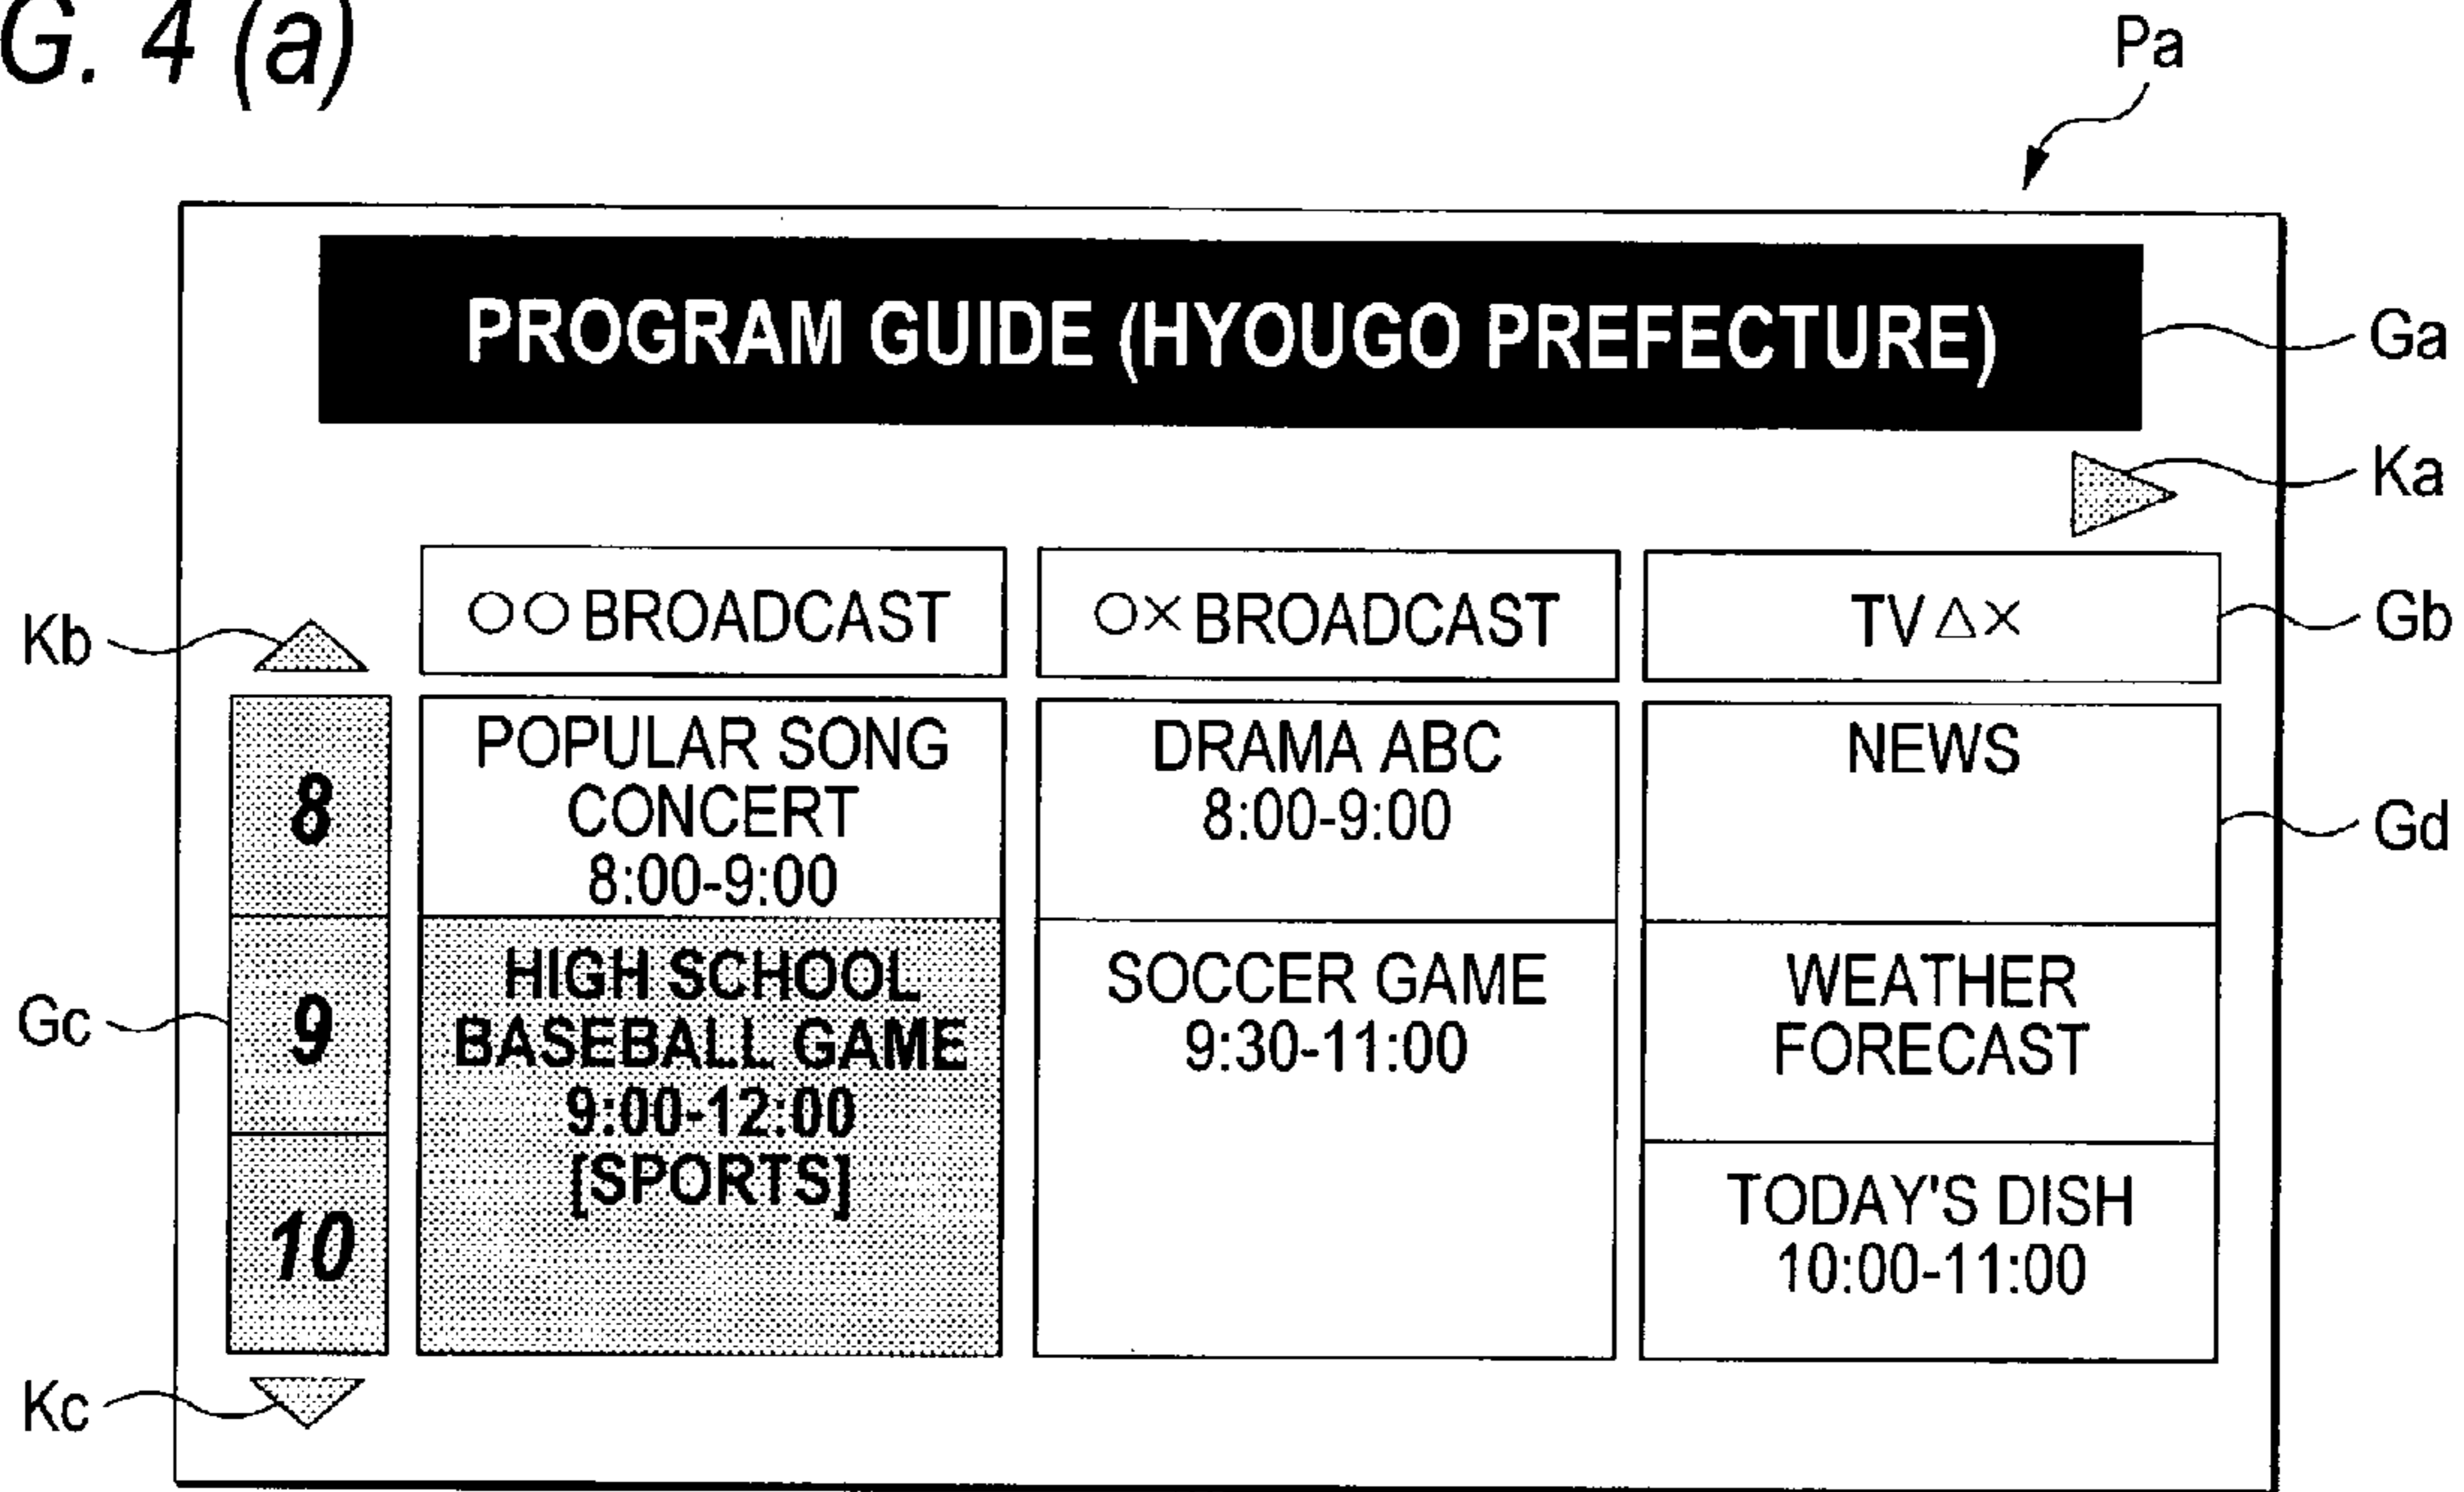 G. 4 (a)
Pa
PROGRAM GUIDE (HYOUGO PREFECTURE)
Ga
Ka
Kb
○○ BROADCAST
○× BROADCAST
TV △×
Gb
8
POPULAR SONG
CONCERT
8:00-9:00
DRAMA ABC
8:00-9:00
NEWS
Gd
Gc
9
HIGH SCHOOL
BASEBALL GAME
9:00-12:00
[SPORTS]
SOCCER GAME
9:30-11:00
WEATHER
FORECAST
10
TODAY'S DISH
10:00-11:00
Kc